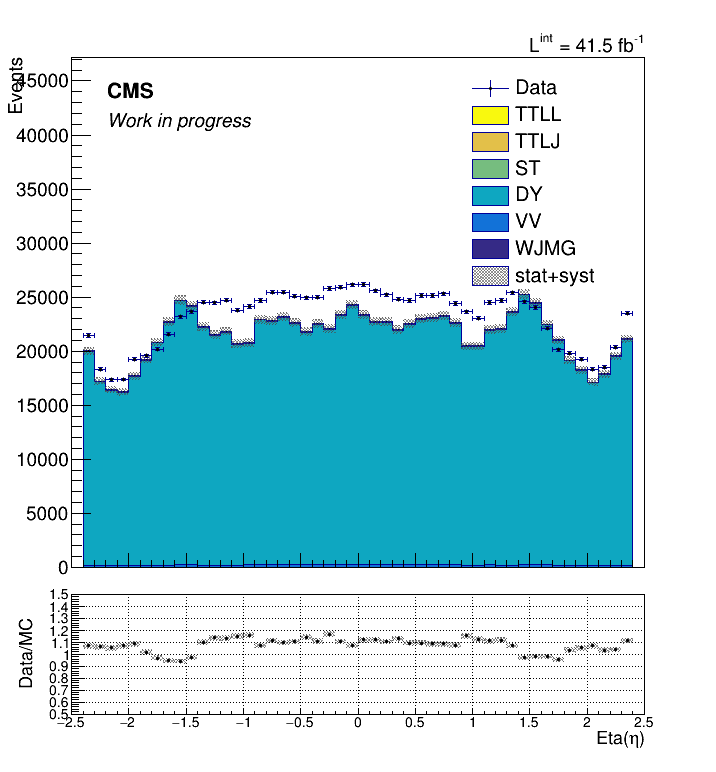 L^int = 41.5 fb^-1
Events
CMS
Work in progress
Data
TTLL
TTLJ
ST
DY
VV
WJMG
stat+syst
45000
40000
35000
30000
25000
20000
15000
10000
5000
0
Data/MC
1.5
1.4
1.3
1.2
1.1
1
0.9
0.8
0.7
0.6
0.5
−2.5 −2 −1.5 −1 −0.5 0 0.5 1 1.5 2 2.5
Eta(η)